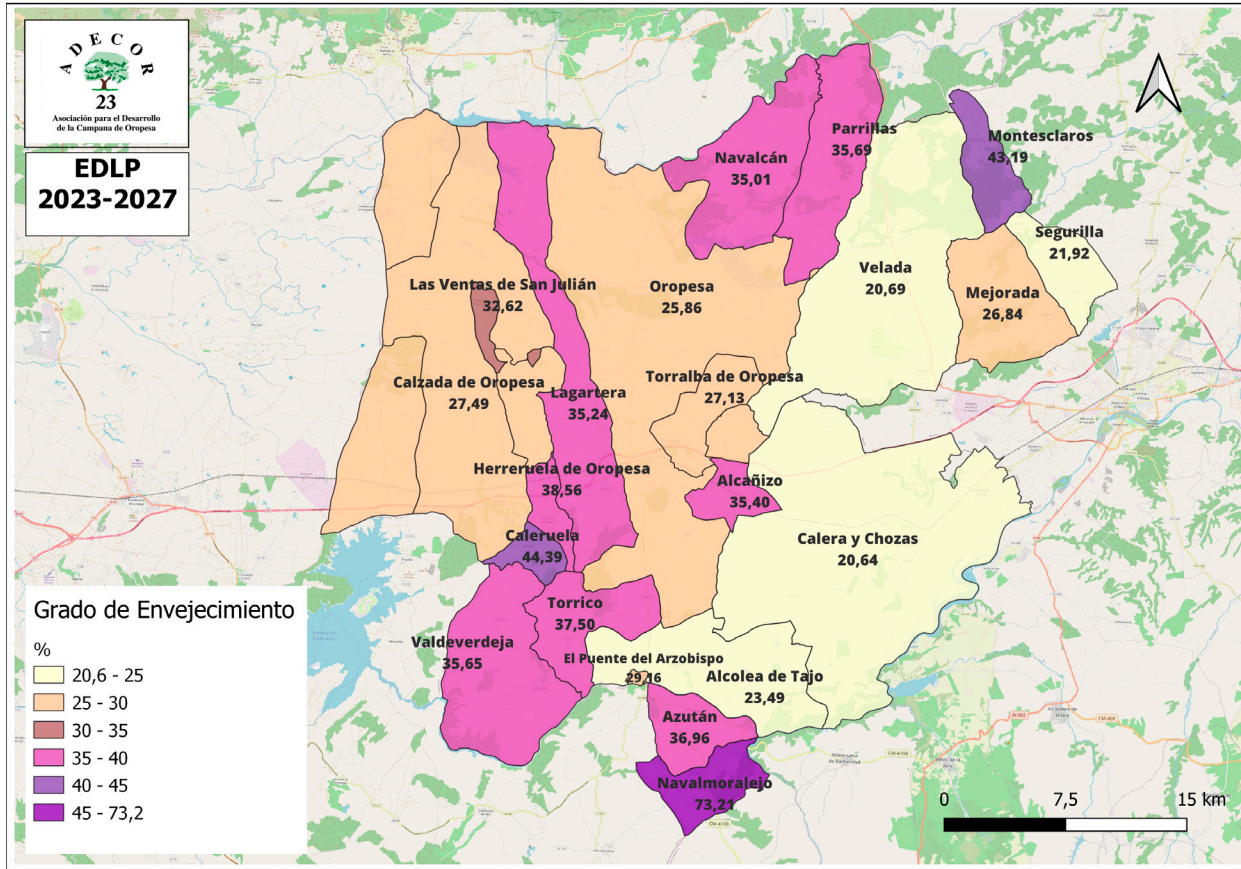 A D E C O R
23
Asociación para el Desarrollo
de la Campana de Oropesa
EDLP
2023-2027
Navalcán
35,01
Parrillas
35,69
Montesclaros
43,19
Segurilla
21,92
Velada
20,69
Mejorada
26,84
Las Ventas de San Julián
32,62
Oropesa
25,86
Calzada de Oropesa
27,49
Lagartera
35,24
Torralba de Oropesa
27,13
Herreruela de Oropesa
38,56
Alcañizo
35,40
Caleruela
44,39
Calera y Chozas
20,64
Torrico
37,50
Valdeverdeja
35,65
El Puente del Arzobispo
29,16
Alcolea de Tajo
23,49
Azután
36,96
Navalmoralejo
73,21
Grado de Envejecimiento
%
20,6 - 25
25 - 30
30 - 35
35 - 40
40 - 45
45 - 73,2
0 7,5 15 km
N-502
CM-4104